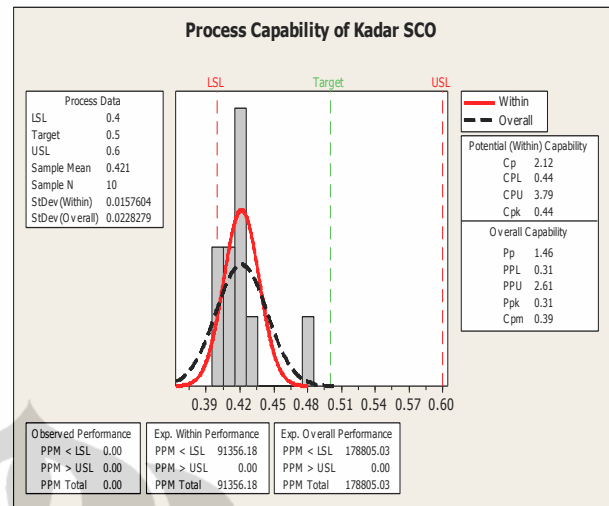 Process Capability of Kadar SCO
LSL Target USL
Process Data
LSL 0.4
Target 0.5
USL 0.6
Sample Mean 0.421
Sample N 10
StDev(Within) 0.0157604
StDev(Overall) 0.0228279
Within
Overall
Potential (Within) Capability
Cp 2.12
CPL 0.44
CPU 3.79
Cpk 0.44
Overall Capability
Pp 1.46
PPL 0.31
PPU 2.61
Ppk 0.31
Cpm 0.39
0.39 0.42 0.45 0.48 0.51 0.54 0.57 0.60
Observed Performance
PPM < LSL 0.00
PPM > USL 0.00
PPM Total 0.00
Exp. Within Performance
PPM < LSL 91356.18
PPM > USL 0.00
PPM Total 91356.18
Exp. Overall Performance
PPM < LSL 178805.03
PPM > USL 0.00
PPM Total 178805.03